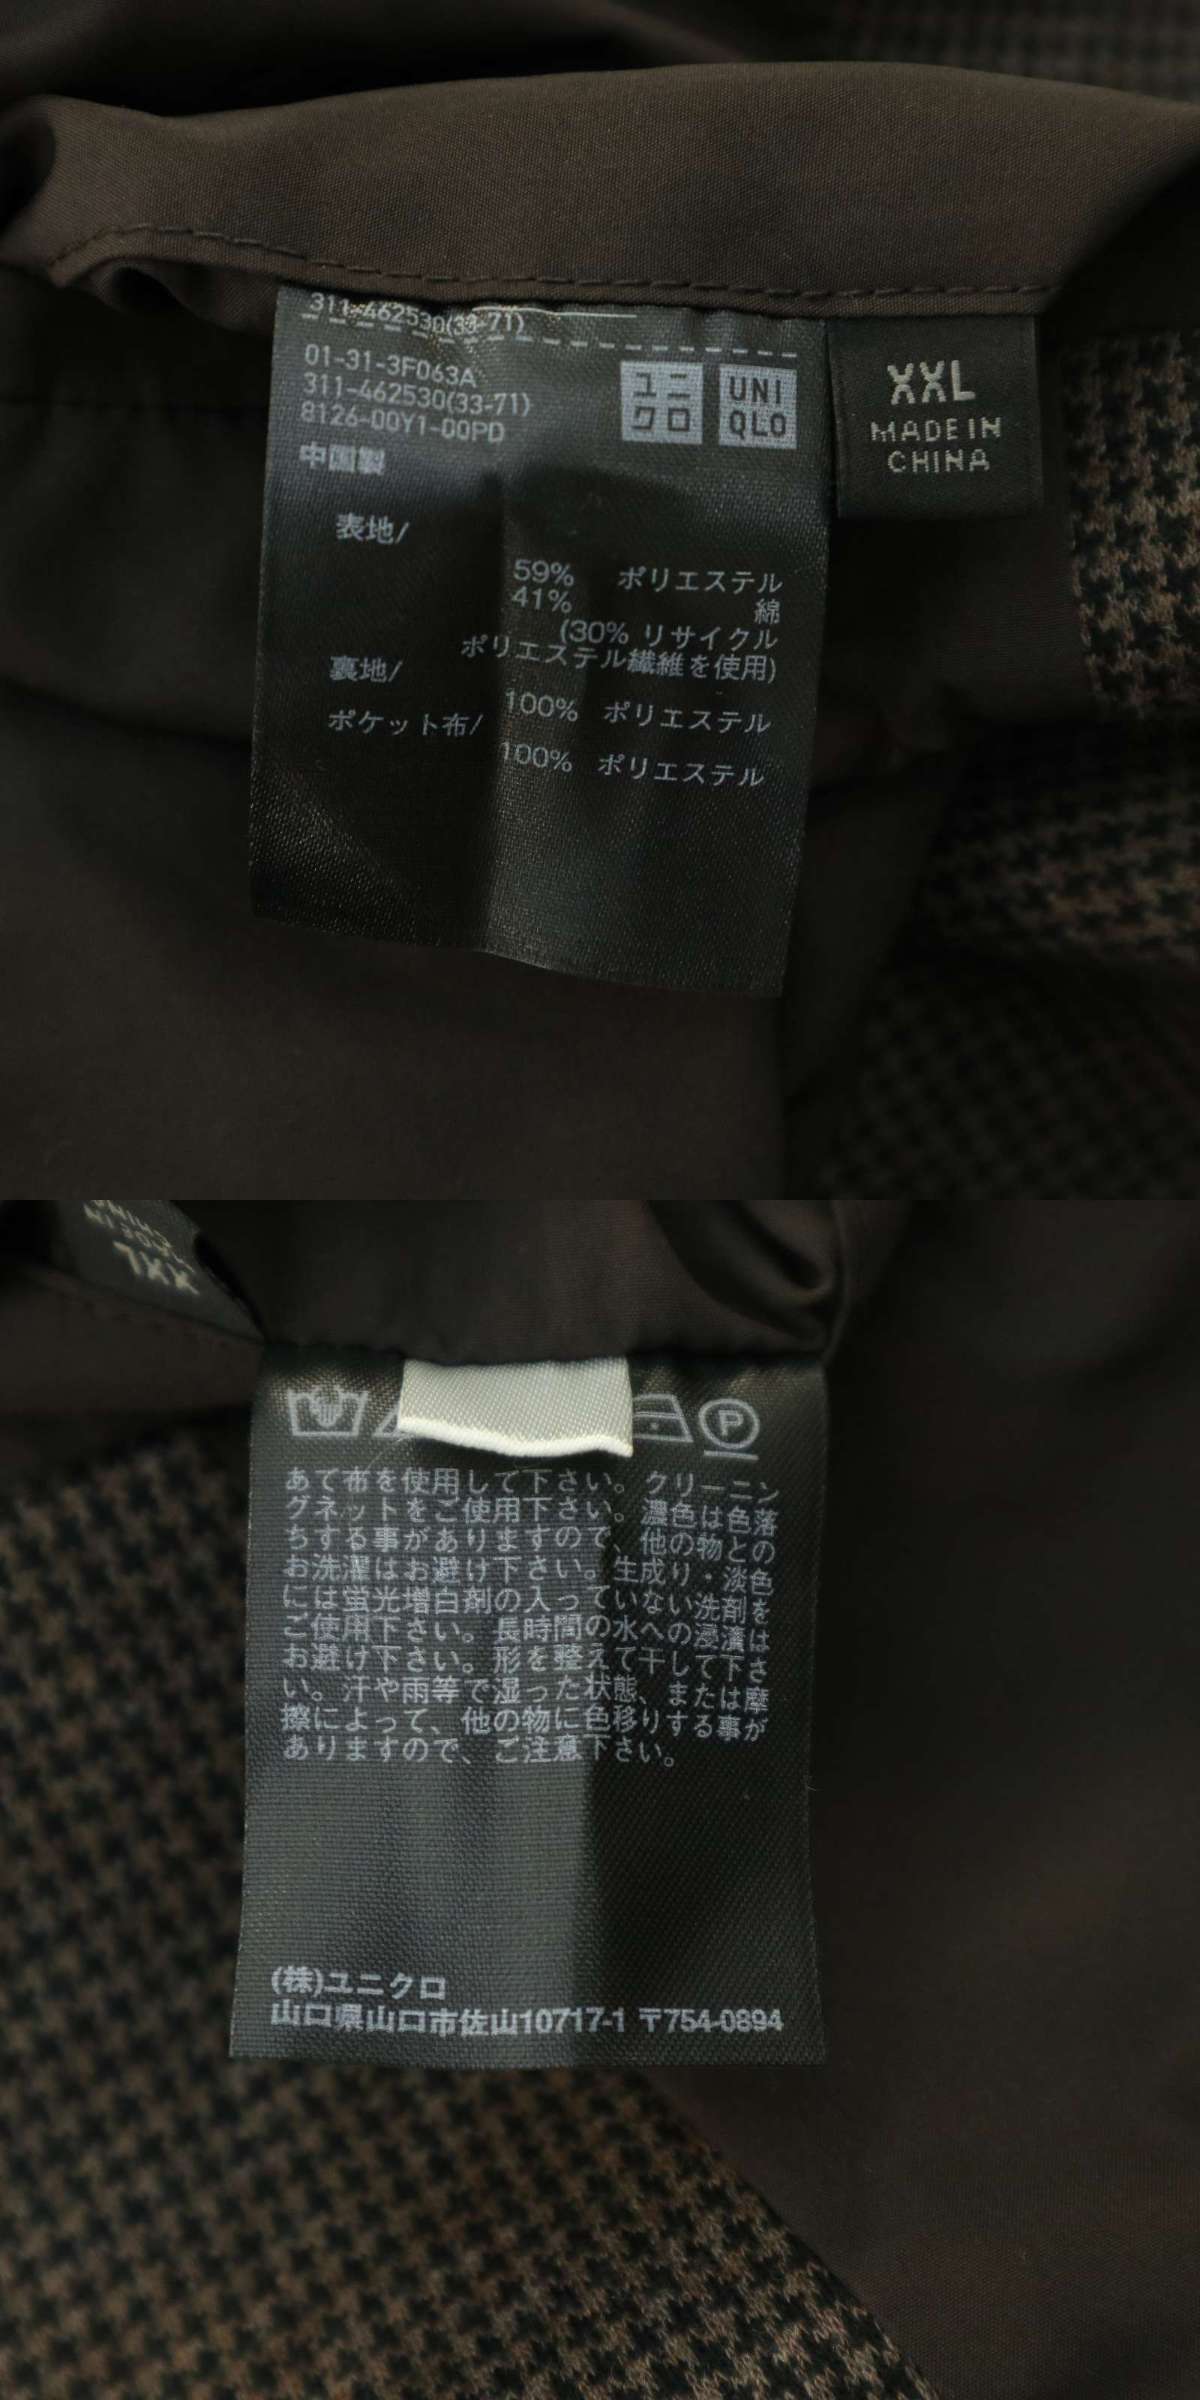 311-462530(33-71)
01-31-3F063A
311-462530(33-71)
8126-00Y1-00PD
中国製
ユニ
クロ
UNI
QLO
XXL
MADE IN
CHINA
表地/
59% ポリエステル
41% 綿
(30% リサイクル
ポリエステル繊維を使用)
裏地/
100% ポリエステル
ポケット布/
100% ポリエステル
XXL
P
あて布を使用して下さい。クリーニン
グネットをご使用下さい。濃色は色落
ちする事がありますので、他の物との
お洗濯はお避け下さい。生成り・淡色
には蛍光増白剤の入っていない洗剤を
ご使用下さい。長時間の水への浸漬は
お避け下さい。形を整えて干して下さ
い。汗や雨等で湿った状態、または摩
擦によって、他の物に色移りする事が
ありますので、ご注意下さい。
(株)ユニクロ
山口県山口市佐山10717-1 〒754-0894